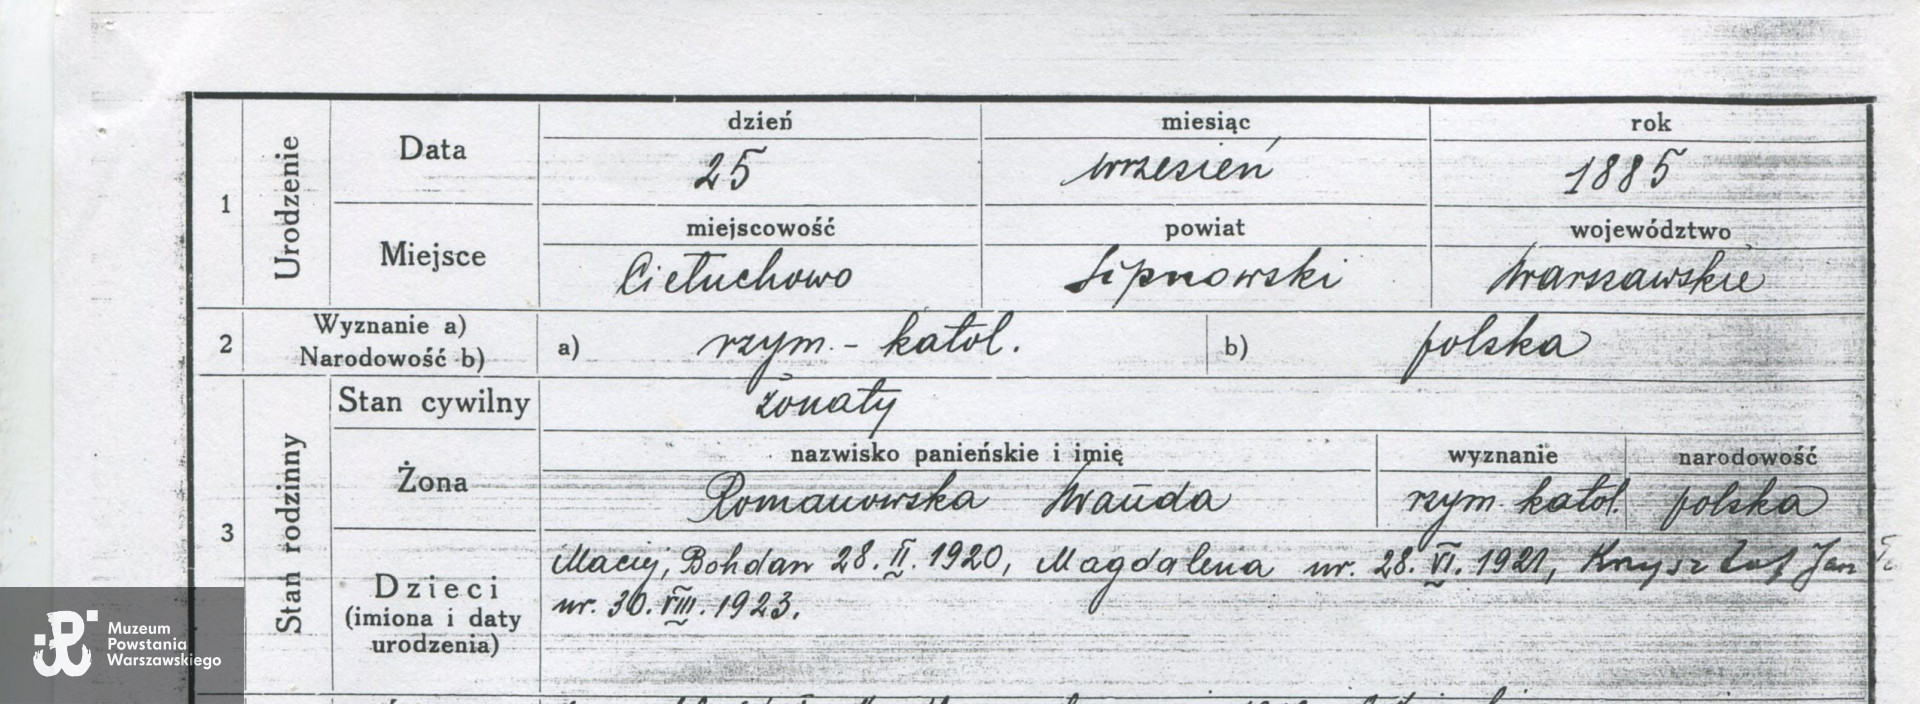 dzień miesiąc rok
1 Urodzenie Data 25 wrzesień 1885
miejscowość powiat województwo
Miejsce Ciełuchowo Lipnowski Warszawskie
2 Wyznanie a) Narodowość b) a) rzym. - katol. b) polska
3 Stan rodzinny Stan cywilny żonaty
nazwisko panieńskie i imię wyznanie narodowość
Żona Romanowska Wanda rzym. katol. polska
Dzieci (imiona i daty urodzenia) Maciej, Bohdan 28.II.1920, Magdalena ur. 28.VI.1921, Krzysztof Jan
ur. 30.VIII.1923.
Muzeum
Powstania
Warszawskiego